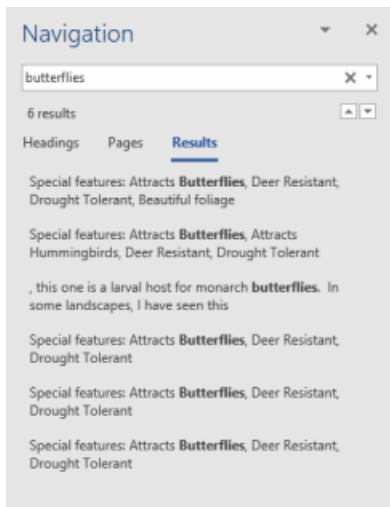 Navigation
butterflies
6 results
Headings Pages Results
Special features: Attracts Butterflies, Deer Resistant,
Drought Tolerant, Beautiful foliage
Special features: Attracts Butterflies, Attracts
Hummingbirds, Deer Resistant, Drought Tolerant
, this one is a larval host for monarch butterflies.  In
some landscapes, I have seen this
Special features: Attracts Butterflies, Deer Resistant,
Drought Tolerant
Special features: Attracts Butterflies, Deer Resistant,
Drought Tolerant
Special features: Attracts Butterflies, Deer Resistant,
Drought Tolerant